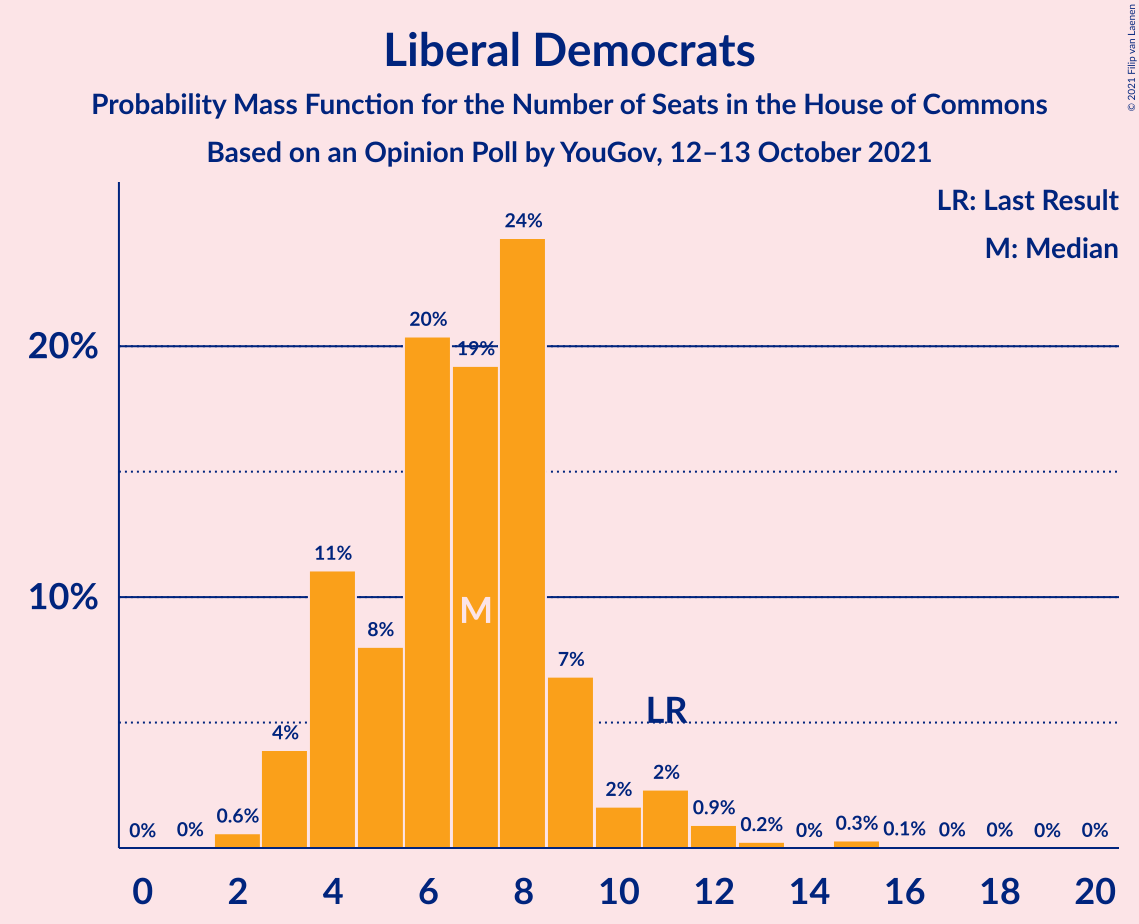 Liberal Democrats
Probability Mass Function for the Number of Seats in the House of Commons
Based on an Opinion Poll by YouGov, 12–13 October 2021
© 2021 Filip van Laenen
LR: Last Result
M: Median
24%
20%
20%
19%
11%
10%
M
8%
7%
LR
4%
2%
2%
0.9%
0.6%
0.2%
0.3%
0.1%
0%
0%
0%
0%
0%
0%
0%
0 2 4 6 8 10 12 14 16 18 20